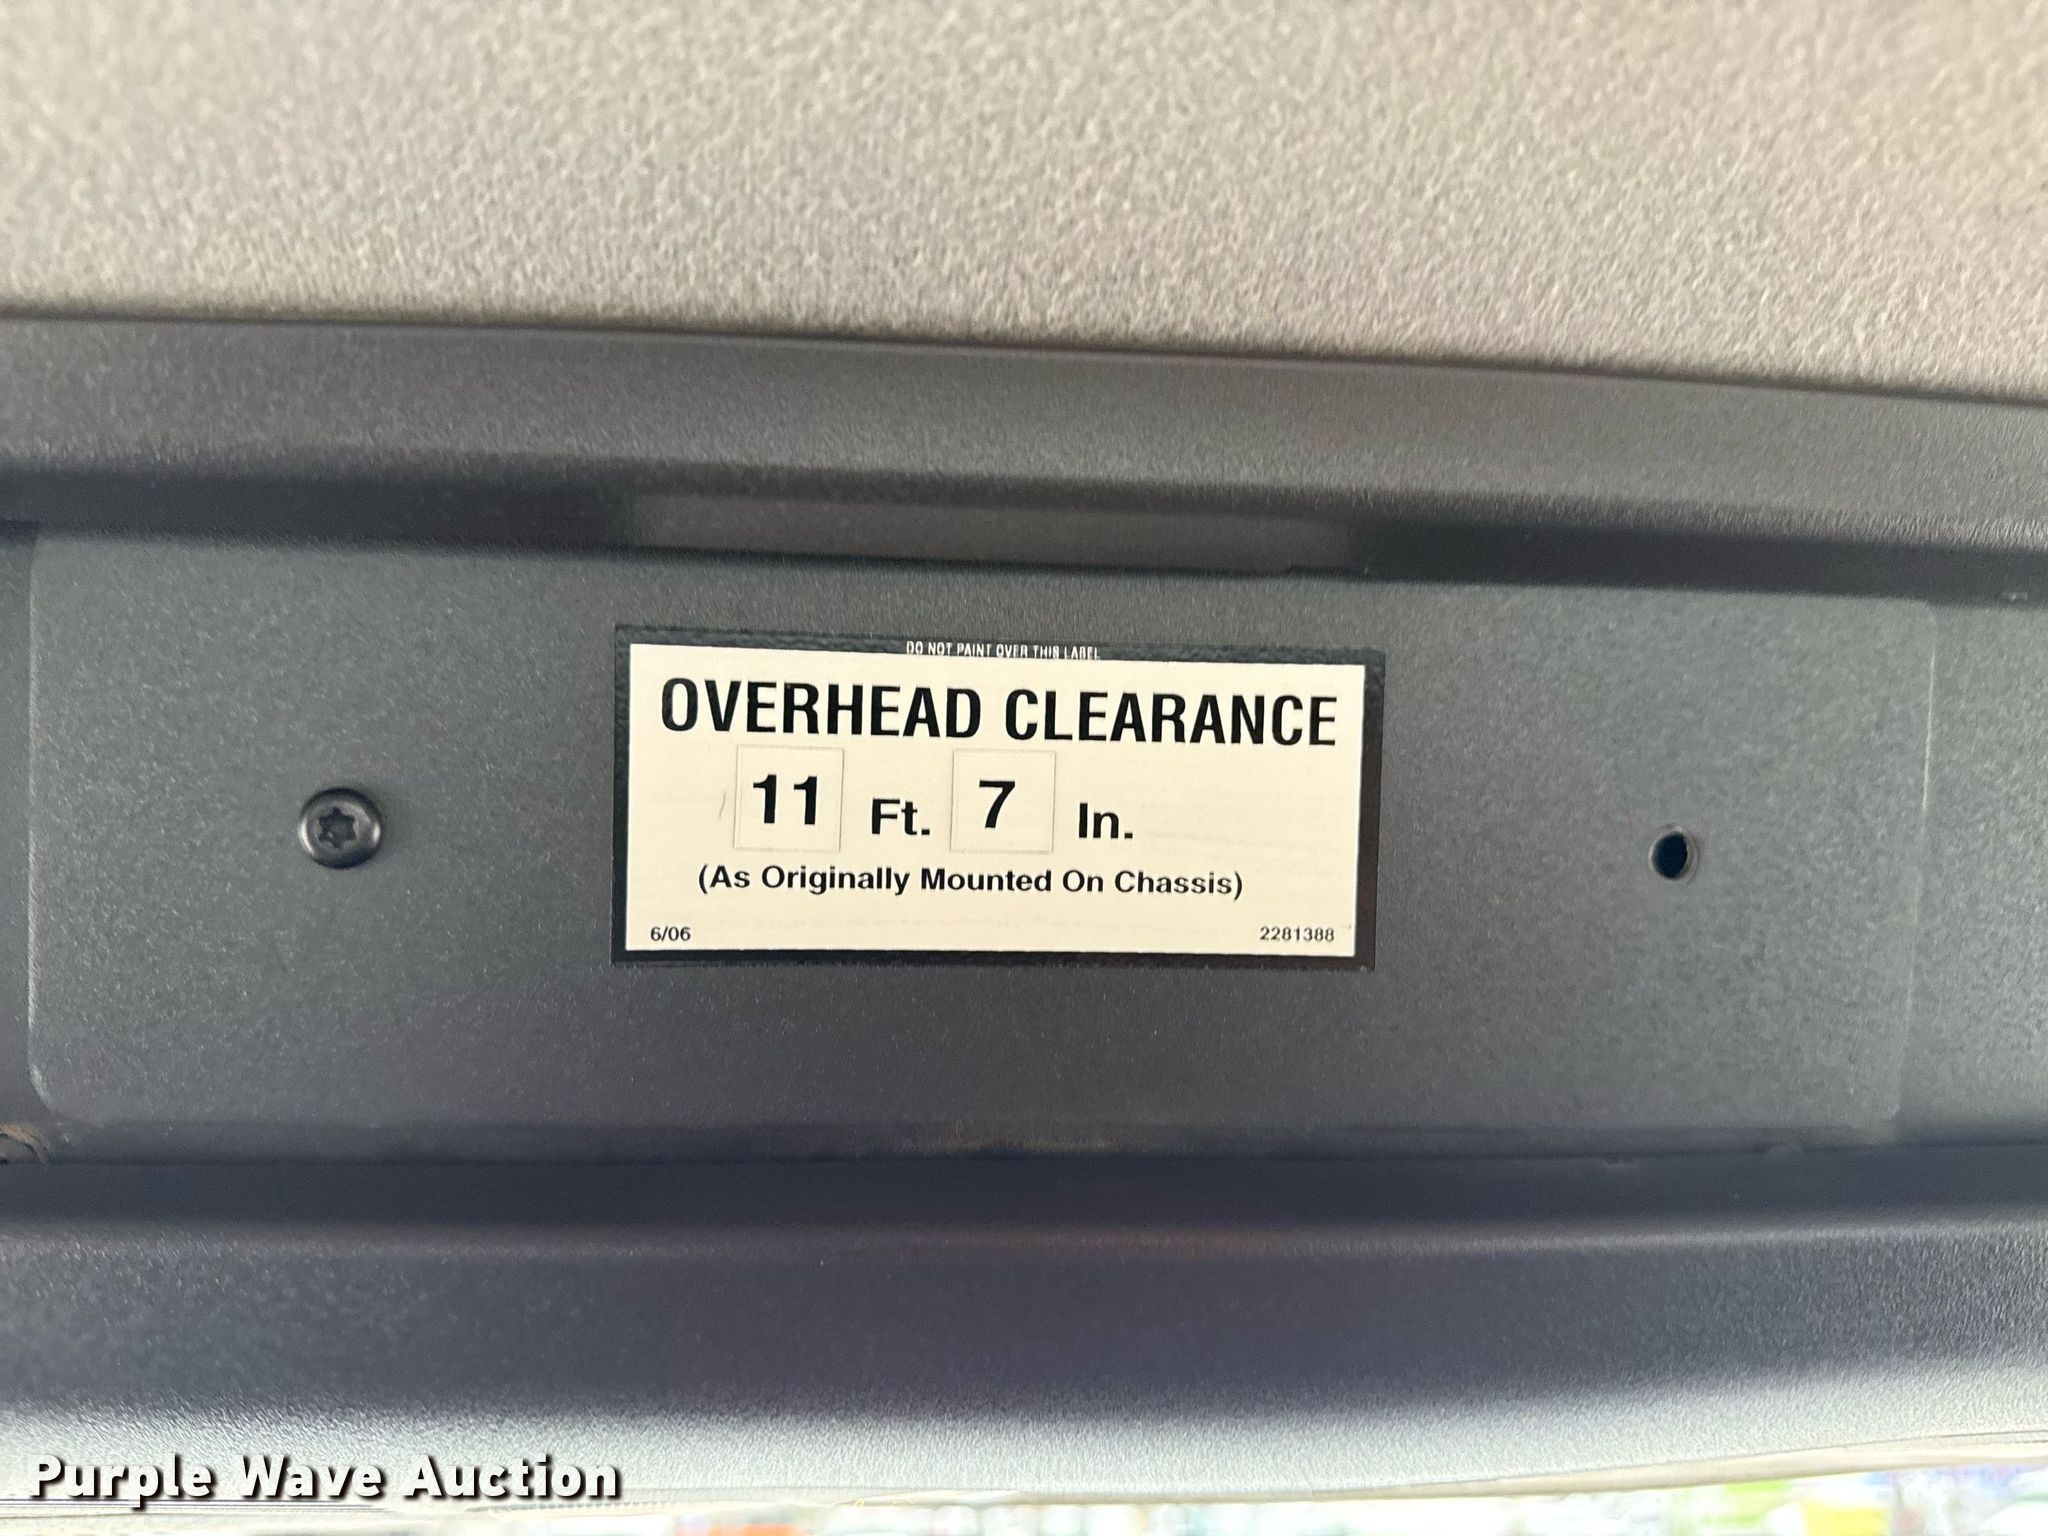 DO NOT PAINT OVER THIS LABEL
OVERHEAD CLEARANCE
11 Ft. 7 In.
(As Originally Mounted On Chassis)
6/06 2281388
Purple Wave Auction